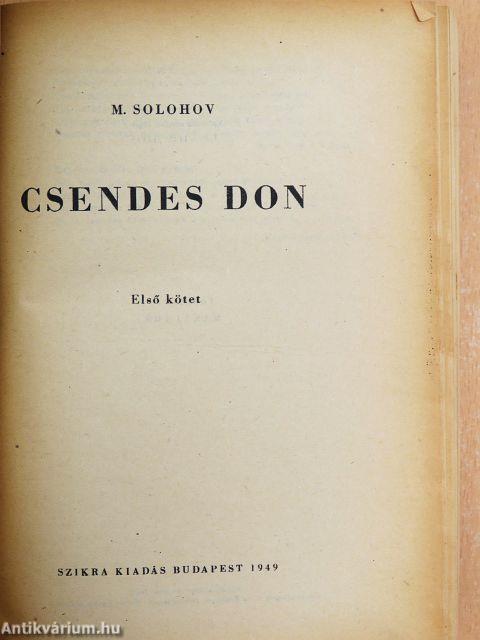 M. SOLOHOV
CSENDES DON
Első kötet
SZIKRA KIADÁS BUDAPEST 1949
Antikvárium.hu